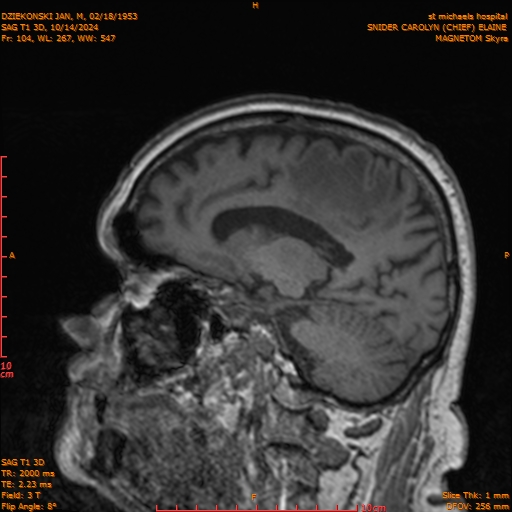 H
DZIEKONSKI JAN, M, 02/18/1953
SAG T1 3D, 10/14/2024
Fr: 104, WL: 267, WW: 547
st michaels hospital
SNIDER CAROLYN (CHIEF) ELAINE
MAGNETOM Skyra
A
P
10
cm
SAG T1 3D
TR: 2000 ms
TE: 2.23 ms
Field: 3 T
Flip Angle: 8°
F
10cm
Slice Thk: 1 mm
DFOV: 256 mm